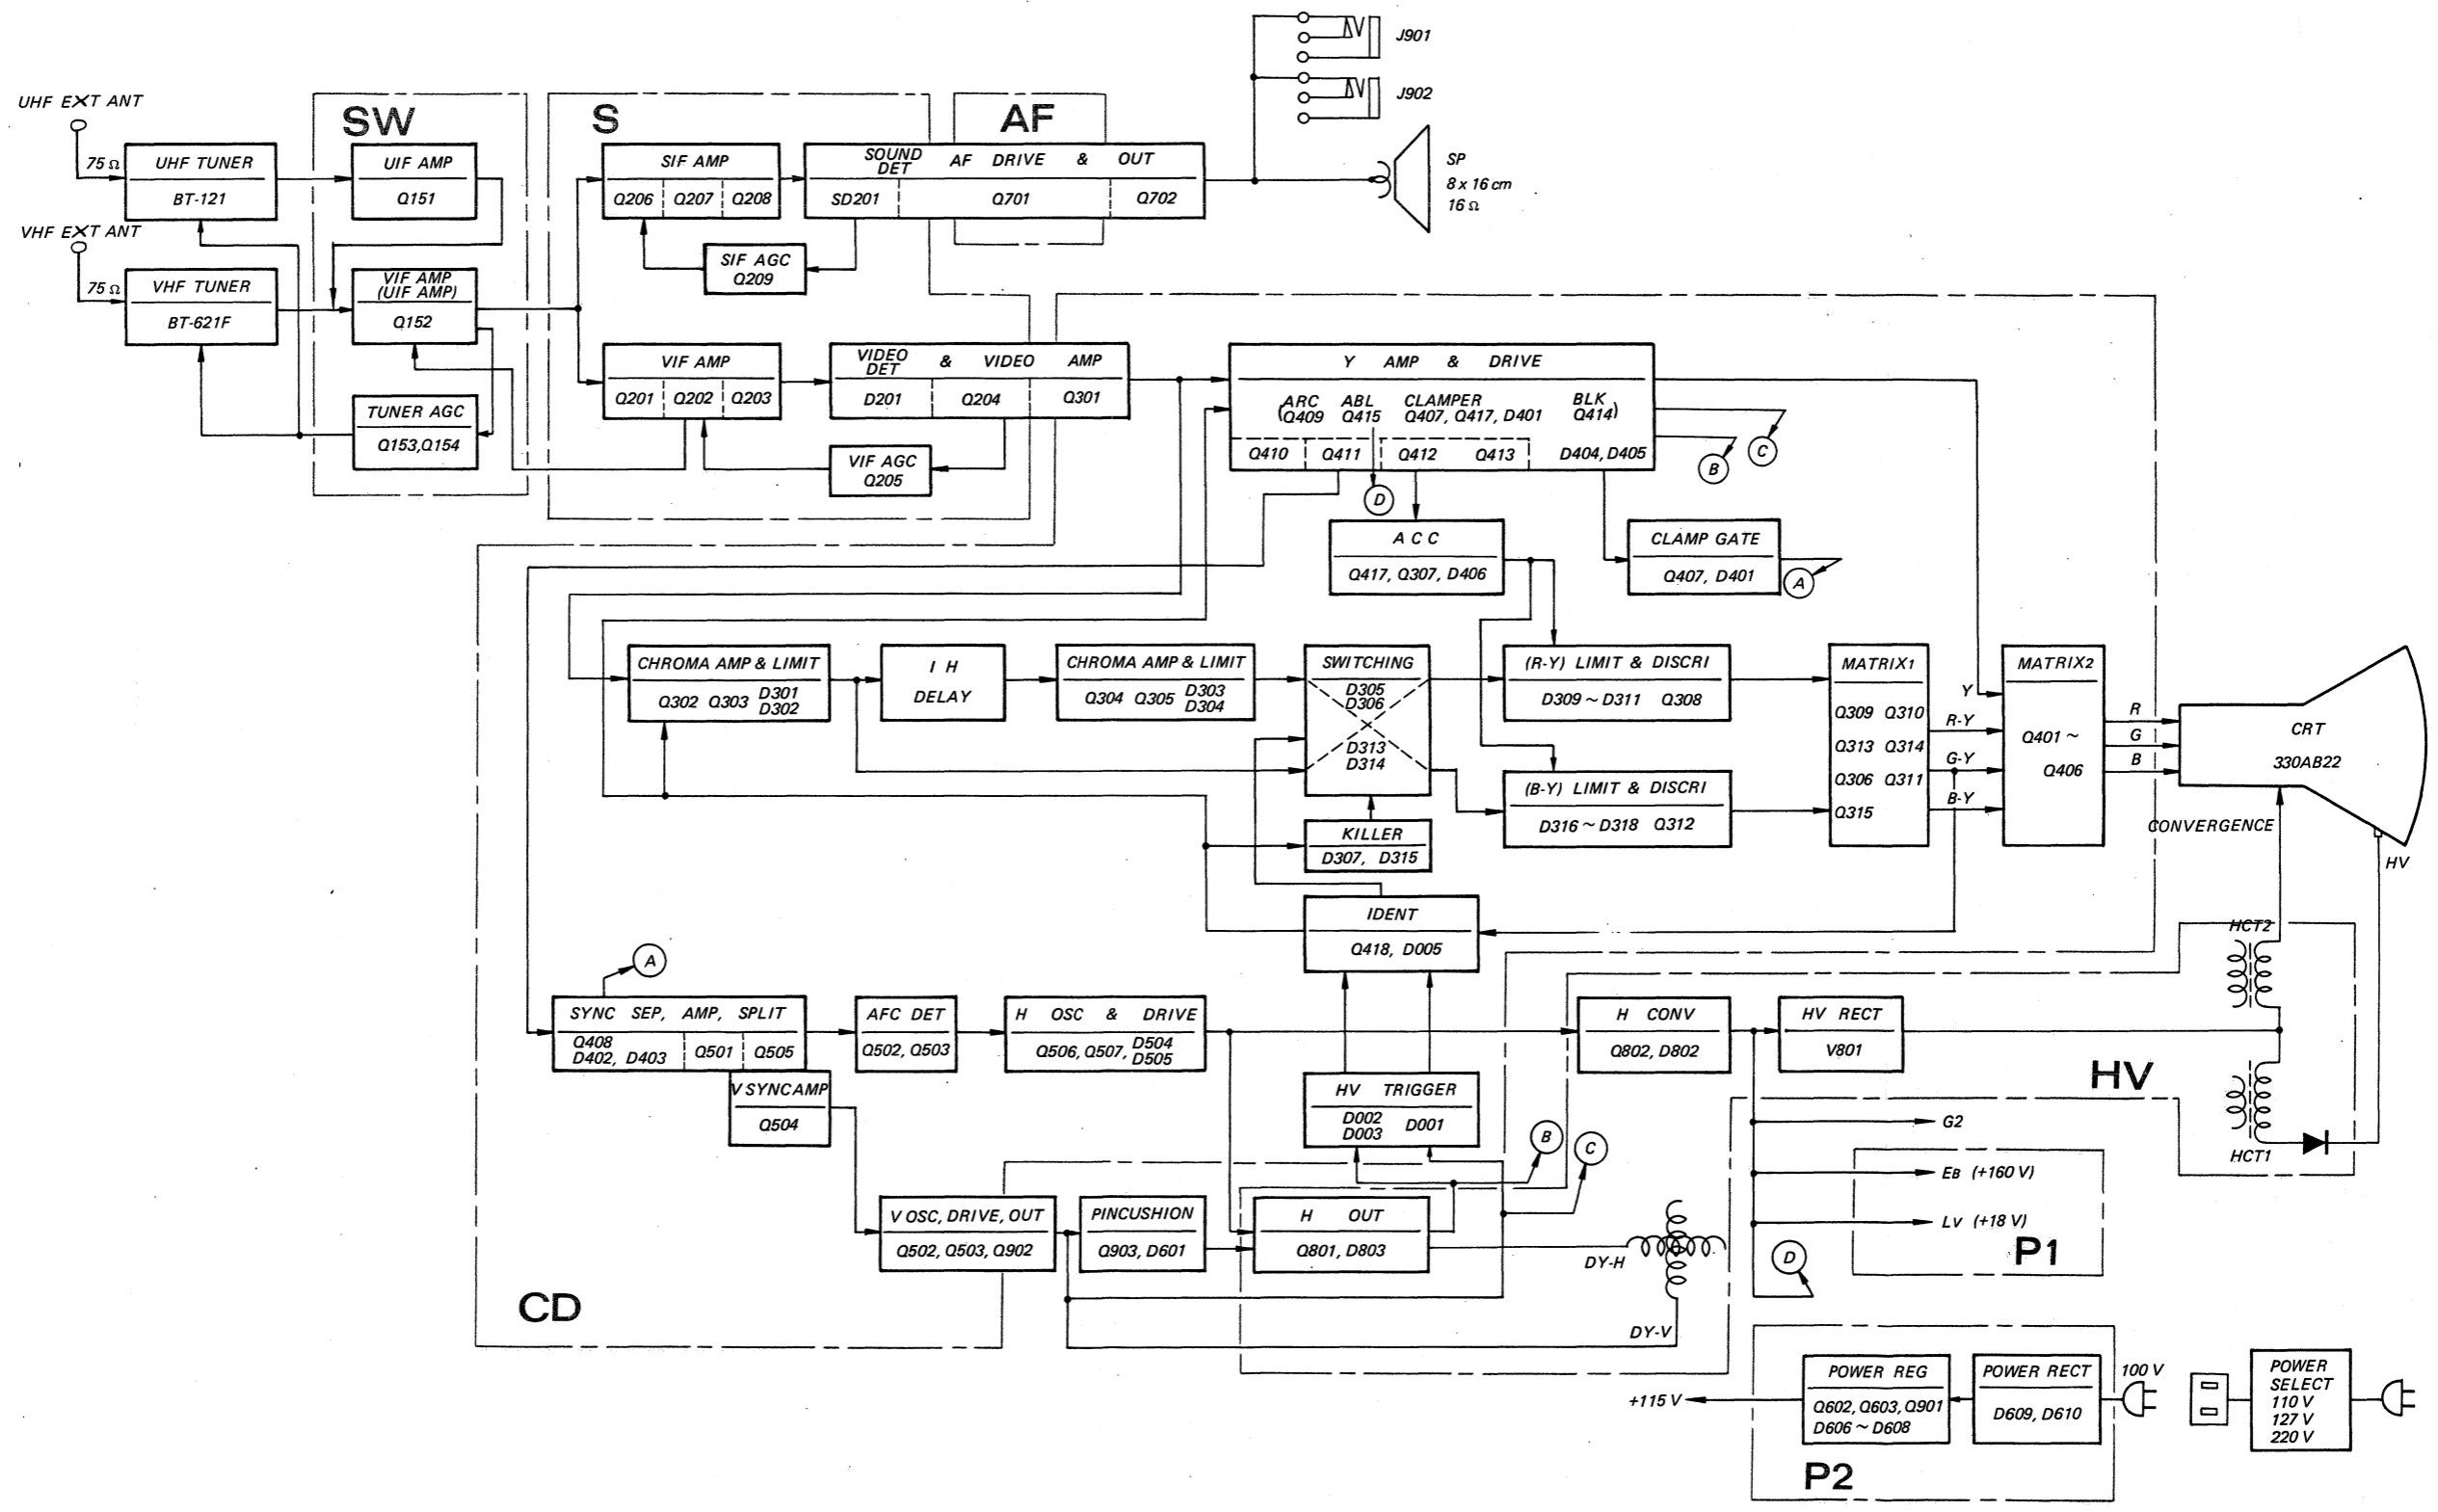 J901
J902
UHF EXT ANT
SW
S
AF
75 Ω
UHF TUNER
BT-121
UIF AMP
Q151
SIF AMP
Q206 Q207 Q208
SOUND DET AF DRIVE & OUT
SD201 Q701 Q702
SP
8 x 16 cm
16 Ω
VHF EXT ANT
75 Ω
VHF TUNER
BT-621F
VIF AMP
(UIF AMP)
Q152
SIF AGC
Q209
TUNER AGC
Q153,Q154
VIF AMP
Q201 Q202 Q203
VIDEO DET & VIDEO AMP
D201 Q204 Q301
VIF AGC
Q205
Y AMP & DRIVE
(ARC ABL CLAMPER BLK
Q409 Q415 Q407, Q417, D401 Q414)
Q410 Q411 Q412 Q413 D404, D405
C
B
D
A C C
Q417, Q307, D406
CLAMP GATE
Q407, D401
A
CHROMA AMP & LIMIT
Q302 Q303 D301
D302
I H
DELAY
CHROMA AMP & LIMIT
Q304 Q305 D303
D304
SWITCHING
D305
D306
D313
D314
(R-Y) LIMIT & DISCRI
D309 ~ D311 Q308
(B-Y) LIMIT & DISCRI
D316 ~ D318 Q312
MATRIX1
Q309 Q310
Q313 Q314
Q306 Q311
Q315
Y
R-Y
G-Y
B-Y
MATRIX2
Q401 ~
Q406
R
G
B
CRT
330AB22
CONVERGENCE
HV
KILLER
D307, D315
IDENT
Q418, D005
HCT2
A
SYNC SEP, AMP, SPLIT
Q408
D402, D403 Q501 Q505
AFC DET
Q502, Q503
H OSC & DRIVE
Q506, Q507, D504
D505
H CONV
Q802, D802
HV RECT
V801
HV
V SYNCAMP
Q504
HV TRIGGER
D002
D003 D001
B
C
G2
HCT1
EB (+160 V)
LV (+18 V)
P1
V OSC, DRIVE, OUT
Q502, Q503, Q902
PINCUSHION
Q903, D601
H OUT
Q801, D803
DY-H
D
CD
DY-V
+115 V
POWER REG
Q602, Q603, Q901
D606 ~ D608
POWER RECT
D609, D610
100 V
POWER
SELECT
110 V
127 V
220 V
P2